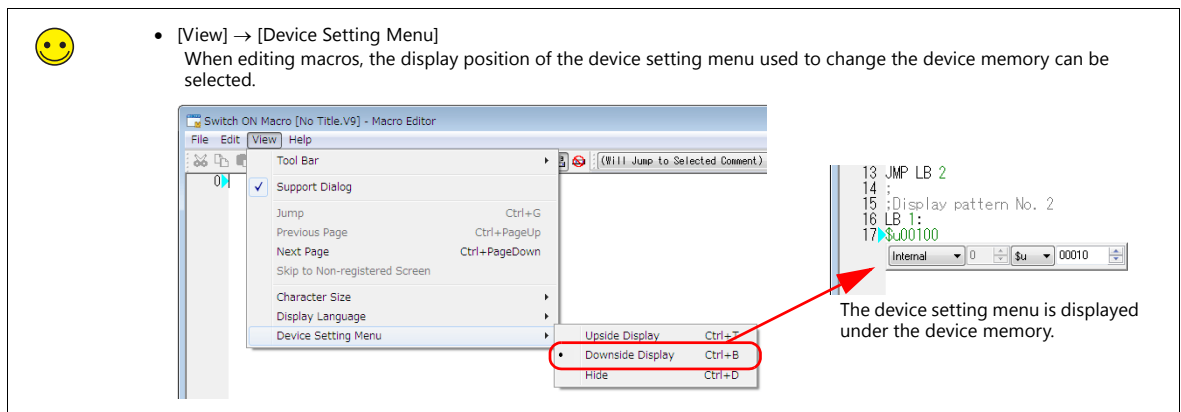 • [View] → [Device Setting Menu]
When editing macros, the display position of the device setting menu used to change the device memory can be
selected.
Switch ON Macro [No Title.V9] - Macro Editor
File Edit View Help
(Will Jump to Selected Comment)
0
Tool Bar
✓ Support Dialog
Jump Ctrl+G
Previous Page Ctrl+PageUp
Next Page Ctrl+PageDown
Skip to Non-registered Screen
Character Size
Display Language
Device Setting Menu
Upside Display Ctrl+T
• Downside Display Ctrl+B
Hide Ctrl+D
13 JMP LB 2
14 ;
15 ;Display pattern No. 2
16 LB 1:
17 $u00100
Internal 0 $u 00010
The device setting menu is displayed
under the device memory.